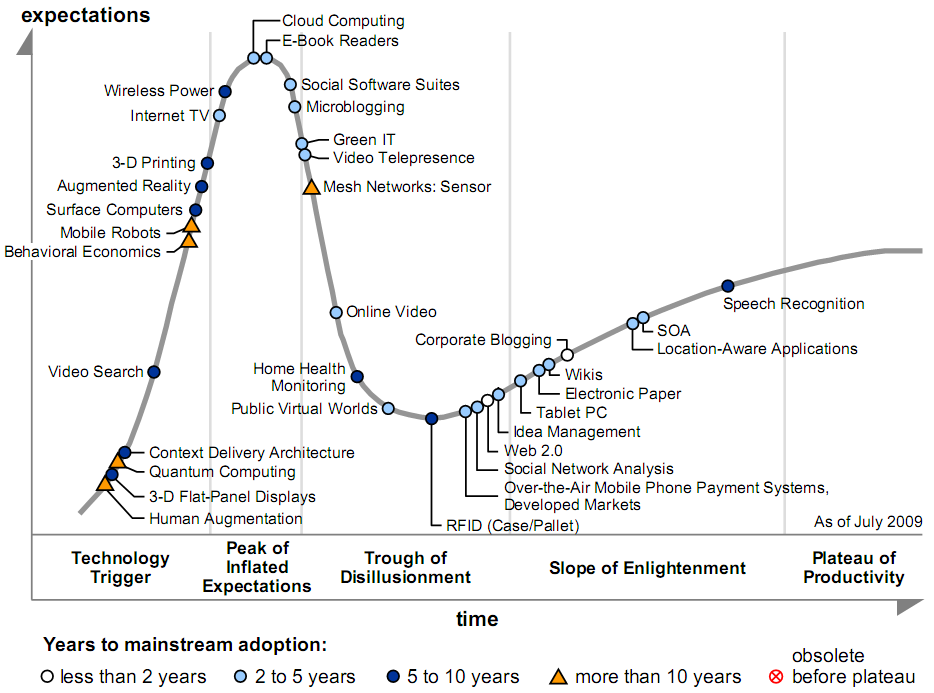 expectations
Cloud Computing
E-Book Readers
Wireless Power
Social Software Suites
Internet TV
Microblogging
Green IT
3-D Printing
Video Telepresence
Augmented Reality
Mesh Networks: Sensor
Surface Computers
Mobile Robots
Behavioral Economics
Online Video
Speech Recognition
SOA
Corporate Blogging
Location-Aware Applications
Video Search
Home Health
Monitoring
Wikis
Electronic Paper
Public Virtual Worlds
Tablet PC
Idea Management
Context Delivery Architecture
Web 2.0
Quantum Computing
Social Network Analysis
3-D Flat-Panel Displays
Over-the-Air Mobile Phone Payment Systems,
Developed Markets
Human Augmentation
RFID (Case/Pallet)
As of July 2009
Technology
Trigger
Peak of
Inflated
Expectations
Trough of
Disillusionment
Slope of Enlightenment
Plateau of
Productivity
time
Years to mainstream adoption:
less than 2 years
2 to 5 years
5 to 10 years
more than 10 years
obsolete
before plateau